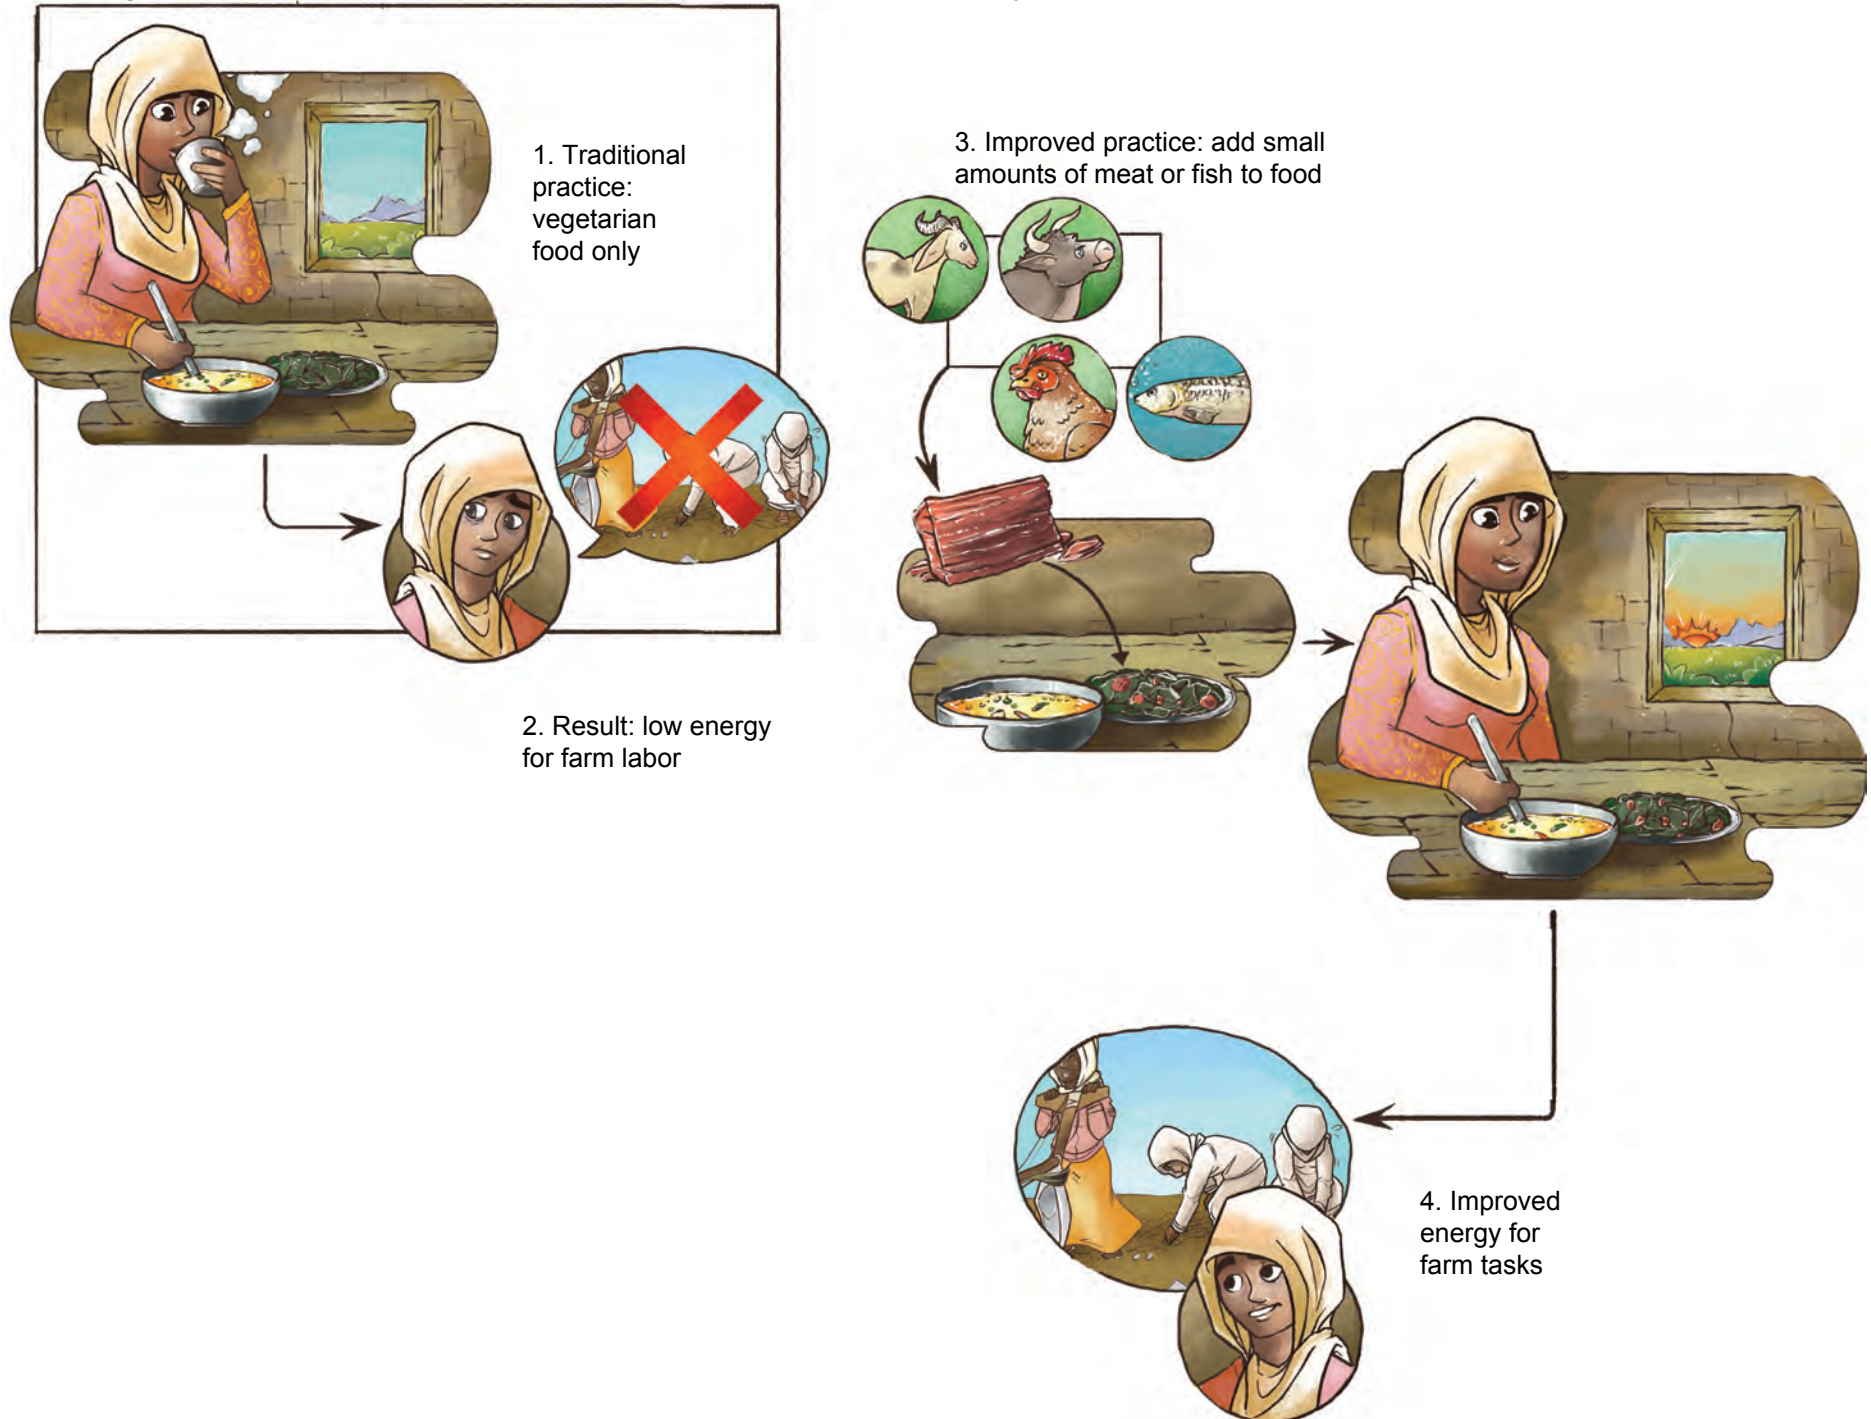 1. Traditional
practice:
vegetarian
food only
2. Result: low energy
for farm labor
3. Improved practice: add small
amounts of meat or fish to food
4. Improved
energy for
farm tasks